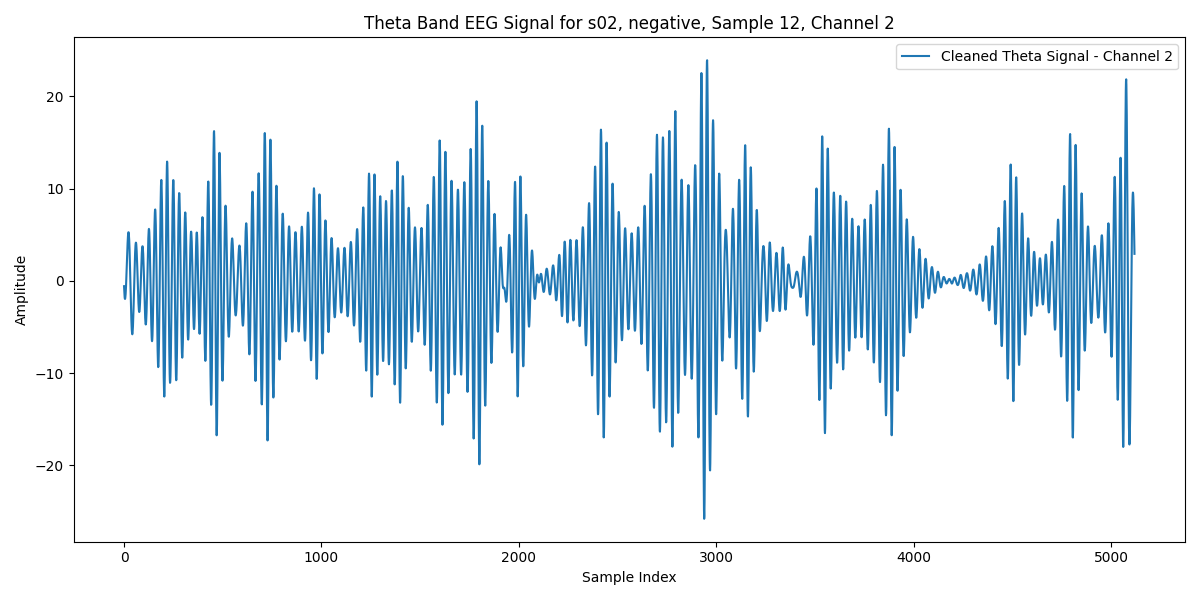 Theta Band EEG Signal for s02, negative, Sample 12, Channel 2
Cleaned Theta Signal - Channel 2
20
10
0
−10
−20
Amplitude
0 1000 2000 3000 4000 5000
Sample Index